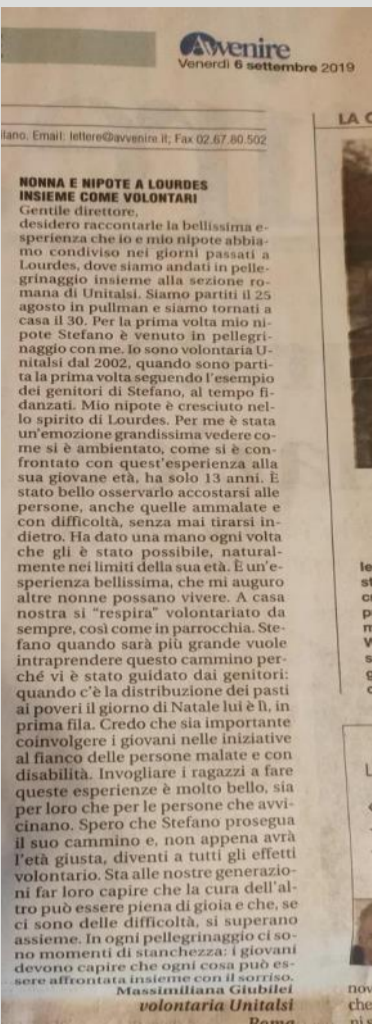 Avvenire
Venerdì 6 settembre 2019
LA
lano. Email: lettere@avvenire.it; Fax 02.67.80.502
NONNA E NIPOTE A LOURDES
INSIEME COME VOLONTARI
Gentile direttore,
desidero raccontarle la bellissima e-
sperienza che io e mio nipote abbia-
mo condiviso nei giorni passati a
Lourdes, dove siamo andati in pelle-
grinaggio insieme alla sezione ro-
mana di Unitalsi. Siamo partiti il 25
agosto in pullman e siamo tornati a
casa il 30. Per la prima volta mio ni-
pote Stefano è venuto in pellegri-
naggio con me. Io sono volontaria U-
nitalsi dal 2002, quando sono parti-
ta la prima volta seguendo l'esempio
dei genitori di Stefano, al tempo fi-
danzati. Mio nipote è cresciuto nel-
lo spirito di Lourdes. Per me è stata
un'emozione grandissima vedere co-
me si è ambientato, come si è con-
frontato con quest'esperienza alla
sua giovane età, ha solo 13 anni. È
stato bello osservarlo accostarsi alle
persone, anche quelle ammalate e
con difficoltà, senza mai tirarsi in-
dietro. Ha dato una mano ogni volta
che gli è stato possibile, natural-
mente nei limiti della sua età. È un'e-
sperienza bellissima, che mi auguro
altre nonne possano vivere. A casa
nostra si "respira" volontariato da
sempre, così come in parrocchia. Ste-
fano quando sarà più grande vuole
intraprendere questo cammino per-
ché vi è stato guidato dai genitori:
quando c'è la distribuzione dei pasti
ai poveri il giorno di Natale lui è lì, in
prima fila. Credo che sia importante
coinvolgere i giovani nelle iniziative
al fianco delle persone malate e con
disabilità. Invogliare i ragazzi a fare
queste esperienze è molto bello, sia
per loro che per le persone che avvi-
cinano. Spero che Stefano prosegua
il suo cammino e, non appena avrà
l'età giusta, diventi a tutti gli effetti
volontario. Sta alle nostre generazio-
ni far loro capire che la cura dell'al-
tro può essere piena di gioia e che, se
ci sono delle difficoltà, si superano
assieme. In ogni pellegrinaggio ci so-
no momenti di stanchezza: i giovani
devono capire che ogni cosa può es-
sere affrontata insieme con il sorriso.
Massimiliana Giubilei
volontaria Unitalsi
Roma